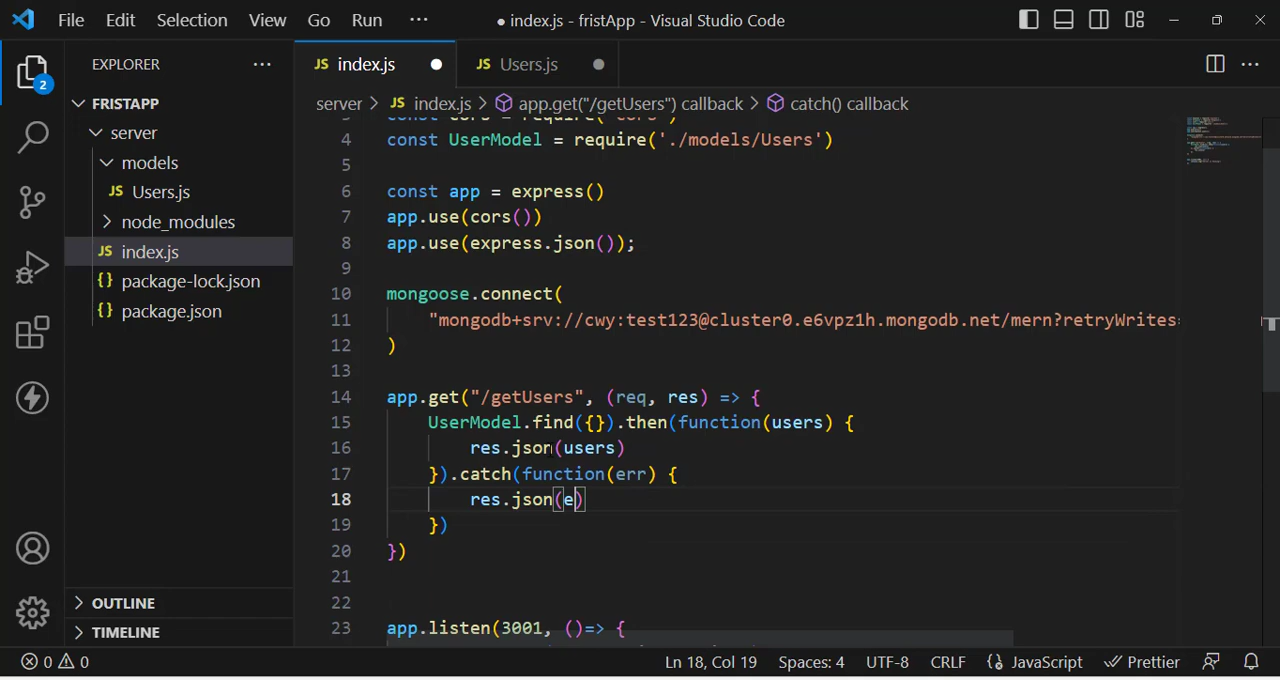 File Edit Selection View Go Run ··· ● index.js - fristApp - Visual Studio Code
EXPLORER ···
JS index.js ●
JS Users.js ●
server > JS index.js > app.get("/getUsers") callback > catch() callback
2
FRISTAPP
server
models
JS Users.js
node_modules
JS index.js
{} package-lock.json
{} package.json
OUTLINE
TIMELINE
3 const cors = require('cors')
4 const UserModel = require('./models/Users')
5
6 const app = express()
7 app.use(cors())
8 app.use(express.json());
9
10 mongoose.connect(
11 "mongodb+srv://cwy:test123@cluster0.e6vpz1h.mongodb.net/mern?retryWrites=
12 )
13
14 app.get("/getUsers", (req, res) => {
15 UserModel.find({}).then(function(users) {
16 res.json(users)
17 }).catch(function(err) {
18 res.json(e)
19 })
20 })
21
22
23 app.listen(3001, ()=> {
0 0 Ln 18, Col 19 Spaces: 4 UTF-8 CRLF {} JavaScript Prettier